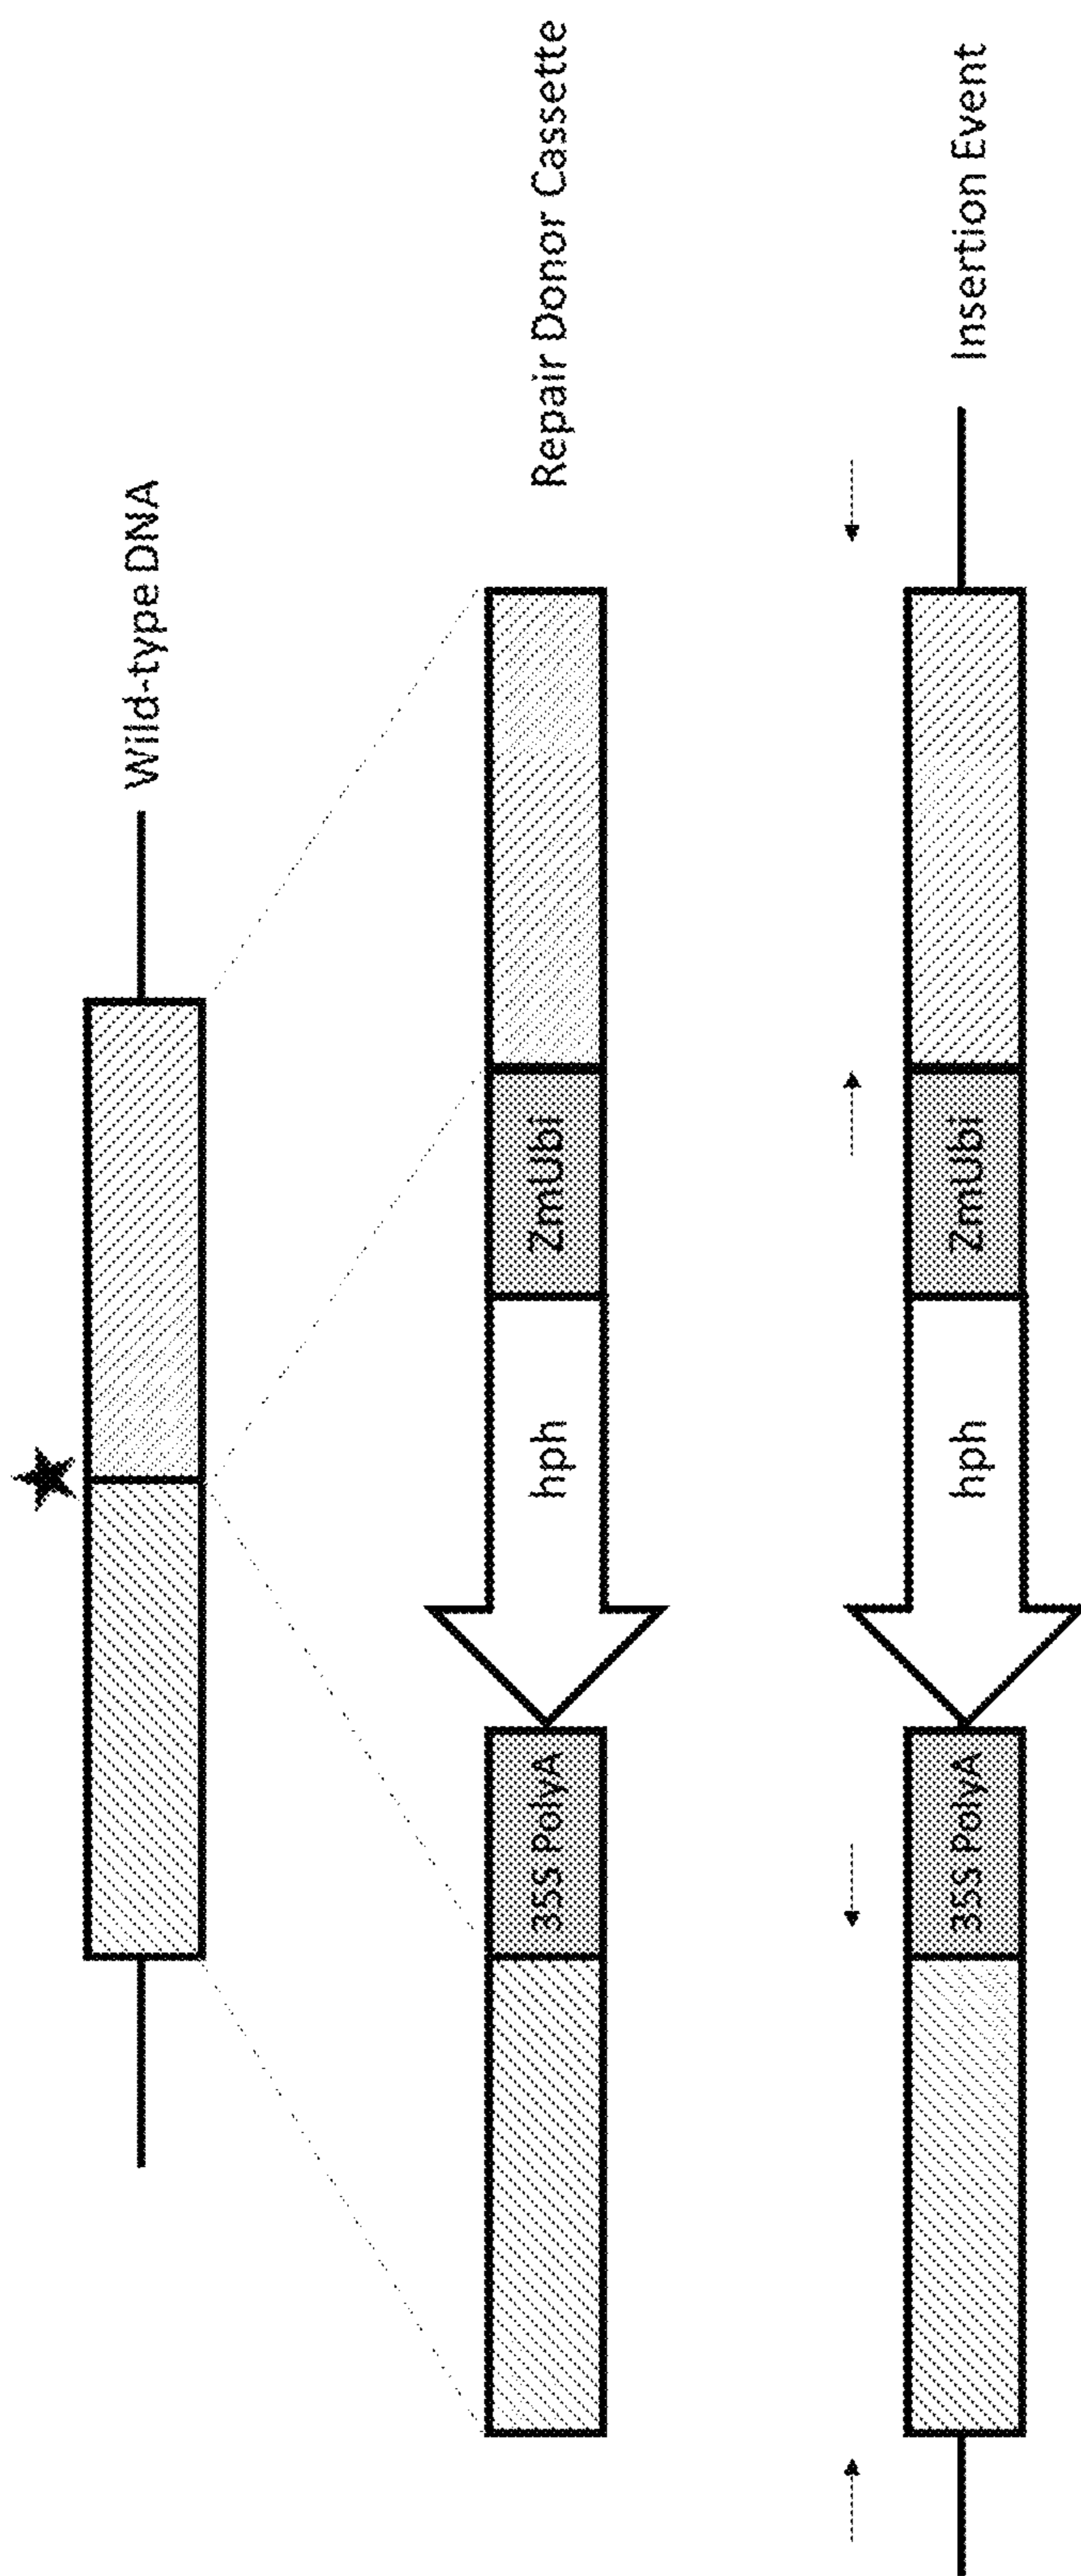 Wild-type DNA
35S PolyA
hph
ZmUbi
Repair Donor Cassette
35S PolyA
hph
ZmUbi
Insertion Event